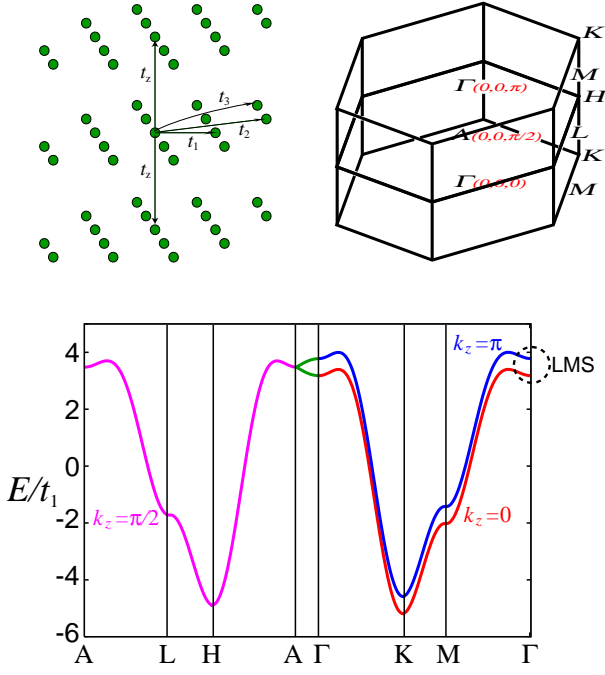 t_z
t_3
t_2
t_1
t_z
K
M
Γ(0,0,π)
H
A(0,0,π/2)
L
K
Γ(0,0,0)
M
4
2
0
-2
-4
-6
E/t_1
k_z=π
LMS
k_z=π/2
k_z=0
A L H A Γ K M Γ